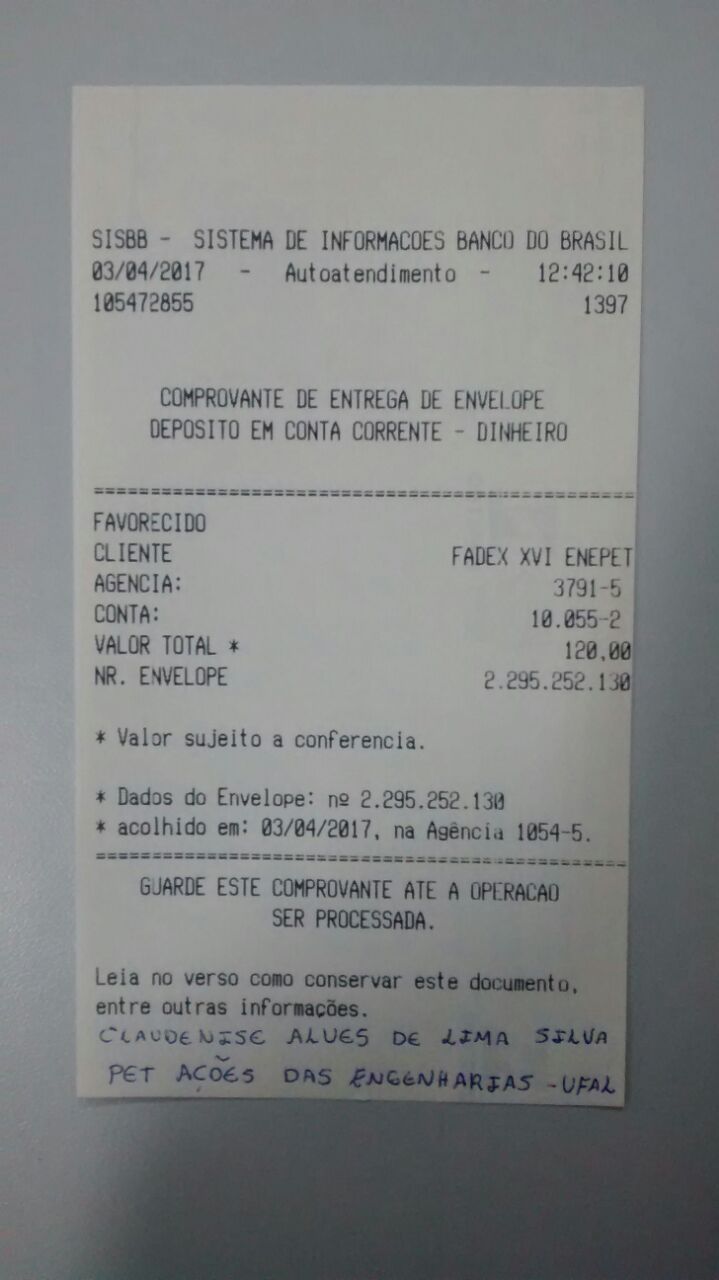 SISBB - SISTEMA DE INFORMACOES BANCO DO BRASIL
03/04/2017 - Autoatendimento - 12:42:10
105472855 1397
COMPROVANTE DE ENTREGA DE ENVELOPE
DEPOSITO EM CONTA CORRENTE - DINHEIRO
================================================
FAVORECIDO
CLIENTE FADEX XVI ENEPET
AGENCIA: 3791-5
CONTA: 10.055-2
VALOR TOTAL * 120,00
NR. ENVELOPE 2.295.252.130
* Valor sujeito a conferencia.
* Dados do Envelope: nº 2.295.252.130
* acolhido em: 03/04/2017, na Agência 1054-5.
================================================
GUARDE ESTE COMPROVANTE ATE A OPERACAO
SER PROCESSADA.
Leia no verso como conservar este documento,
entre outras informações.
CLAUDENISE ALVES DE LIMA SILVA
PET AÇÕES DAS ENGENHARIAS - UFAL